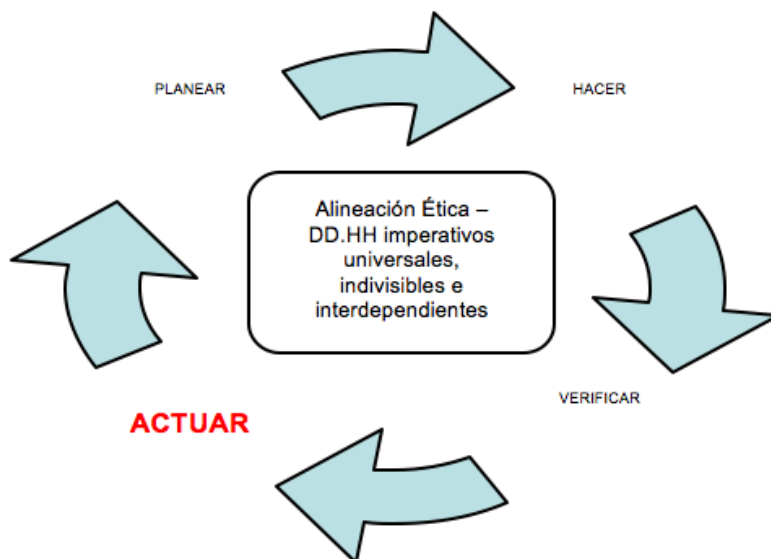 PLANEAR
HACER
Alineación Ética –
DD.HH imperativos
universales,
indivisibles e
interdependientes
VERIFICAR
ACTUAR